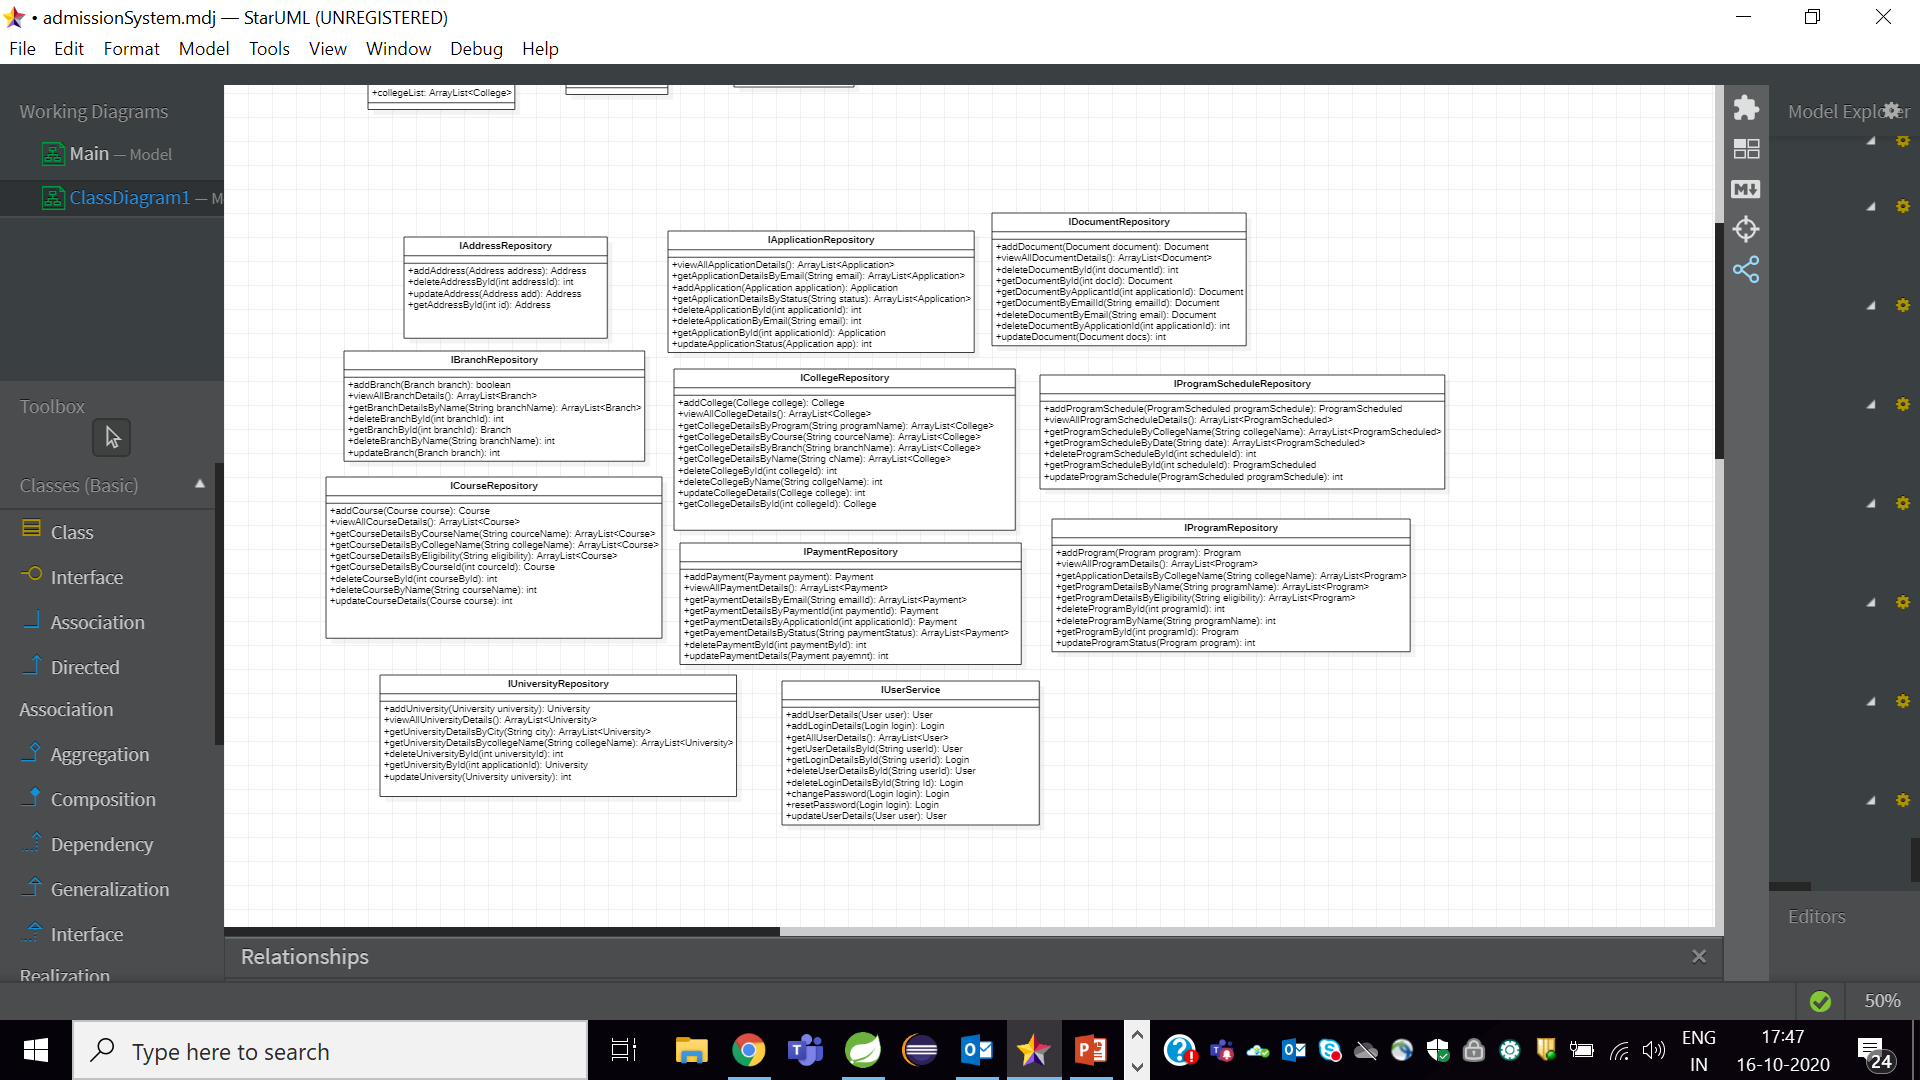 • admissionSystem.mdj — StarUML (UNREGISTERED)
File Edit Format Model Tools View Window Debug Help
Working Diagrams
Main — Model
ClassDiagram1 — M
Toolbox
Classes (Basic)
Class
Interface
Association
Directed
Association
Aggregation
Composition
Dependency
Generalization
Interface
Realization
+collegeList: ArrayList<College>
IAddressRepository
+addAddress(Address address): Address
+deleteAddressById(int addressId): int
+updateAddress(Address add): Address
+getAddressById(int id): Address
IApplicationRepository
+viewAllApplicationDetails(): ArrayList<Application>
+getApplicationDetailsByEmail(String email): ArrayList<Application>
+addApplication(Application application): Application
+getApplicationDetailsByStatus(String status): ArrayList<Application>
+deleteApplicationById(int applicationId): int
+deleteApplicationByEmail(String email): int
+getApplicationById(int applicationId): Application
+updateApplicationStatus(Application app): int
IDocumentRepository
+addDocument(Document document): Document
+viewAllDocumentDetails(): ArrayList<Document>
+deleteDocumentById(int documentId): int
+getDocumentById(int docId): Document
+getDocumentByApplicantId(int applicationId): Document
+getDocumentByEmailId(String emailId): Document
+deleteDocumentByEmail(String email): Document
+deleteDocumentByApplicationId(int applicationId): int
+updateDocument(Document docs): int
IBranchRepository
+addBranch(Branch branch): boolean
+viewAllBranchDetails(): ArrayList<Branch>
+getBranchDetailsByName(String branchName): ArrayList<Branch>
+deleteBranchById(int branchId): int
+getBranchById(int branchId): Branch
+deleteBranchByName(String branchName): int
+updateBranch(Branch branch): int
ICollegeRepository
+addCollege(College college): College
+viewAllCollegeDetails(): ArrayList<College>
+getCollegeDetailsByProgram(String programName): ArrayList<College>
+getCollegeDetailsByCourse(String courceName): ArrayList<College>
+getCollegeDetailsByBranch(String branchName): ArrayList<College>
+getCollegeDetailsByName(String cName): ArrayList<College>
+deleteCollegeById(int collegeId): int
+deleteCollegeByName(String collgeName): int
+updateCollegeDetails(College college): int
+getCollegeDetailsById(int collegeId): College
IProgramScheduleRepository
+addProgramSchedule(ProgramScheduled programSchedule): ProgramScheduled
+viewAllProgramScheduleDetails(): ArrayList<ProgramScheduled>
+getProgramScheduleByCollegeName(String collegeName): ArrayList<ProgramScheduled>
+getProgramScheduleByDate(String date): ArrayList<ProgramScheduled>
+deleteProgramScheduleById(int scheduleId): int
+getProgramScheduleById(int scheduleId): ProgramScheduled
+updateProgramSchedule(ProgramScheduled programSchedule): int
ICourseRepository
+addCourse(Course course): Course
+viewAllCourseDetails(): ArrayList<Course>
+getCourseDetailsByCourseName(String courceName): ArrayList<Course>
+getCourseDetailsByCollegeName(String collegeName): ArrayList<Course>
+getCourseDetailsByEligibility(String eligibility): ArrayList<Course>
+getCourseDetailsByCourseId(int courceId): Course
+deleteCourseById(int courseById): int
+deleteCourseByName(String courseName): int
+updateCourseDetails(Course course): int
IPaymentRepository
+addPayment(Payment payment): Payment
+viewAllPaymentDetails(): ArrayList<Payment>
+getPaymentDetailsByEmail(String emailId): ArrayList<Payment>
+getPaymentDetailsByPaymentId(int paymentId): Payment
+getPaymentDetailsByApplicationId(int applicationId): Payment
+getPayementDetailsByStatus(String paymentStatus): ArrayList<Payment>
+deletePaymentById(int paymentById): int
+updatePaymentDetails(Payment payemnt): int
IProgramRepository
+addProgram(Program program): Program
+viewAllProgramDetails(): ArrayList<Program>
+getApplicationDetailsByCollegeName(String collegeName): ArrayList<Program>
+getProgramDetailsByName(String programName): ArrayList<Program>
+getProgramDetailsByEligibility(String eligibility): ArrayList<Program>
+deleteProgramById(int programId): int
+deleteProgramByName(String programName): int
+getProgramById(int programId): Program
+updateProgramStatus(Program program): int
IUniversityRepository
+addUniversity(University university): University
+viewAllUniversityDetails(): ArrayList<University>
+getUniversityDetailsByCity(String city): ArrayList<University>
+getUniversityDetailsBycollegeName(String collegeName): ArrayList<University>
+deleteUniversityById(int universityId): int
+getUniversityById(int applicationId): University
+updateUniversity(University university): int
IUserService
+addUserDetails(User user): User
+addLoginDetails(Login login): Login
+getAllUserDetails(): ArrayList<User>
+getUserDetailsById(String userId): User
+getLoginDetailsById(String userId): Login
+deleteUserDetailsById(String userId): User
+deleteLoginDetailsById(String Id): Login
+changePassword(Login login): Login
+resetPassword(Login login): Login
+updateUserDetails(User user): User
Model Explorer
Editors
Relationships
50%
Type here to search
ENG
IN
17:47
16-10-2020
24